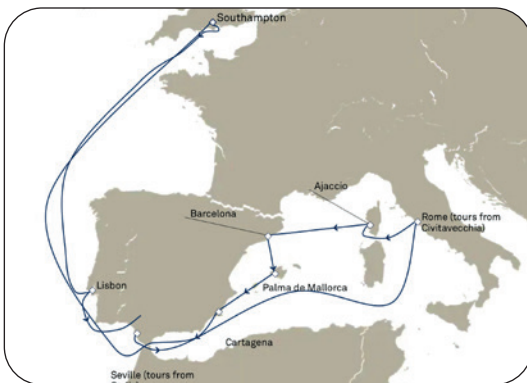 Southampton
Ajaccio
Barcelona
Rome (tours from
Civitavecchia)
Lisbon
Palma de Mallorca
Cartagena
Seville (tours from